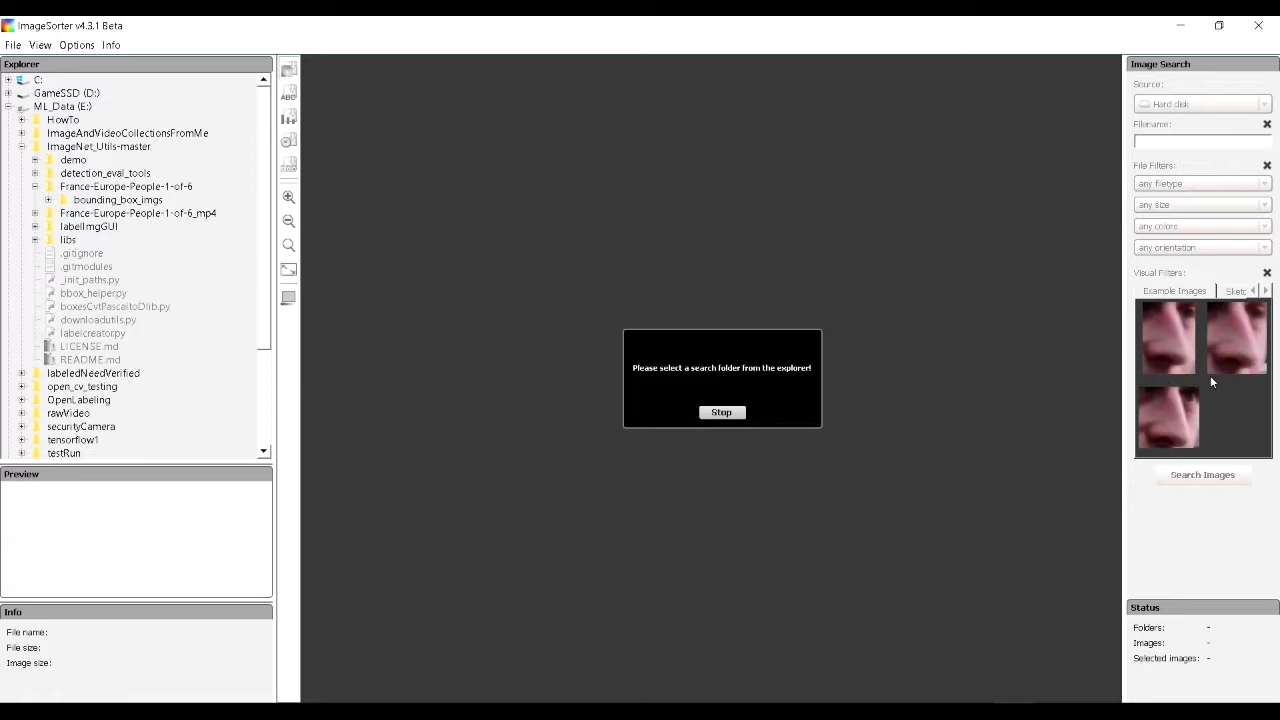 ImageSorter v4.3.1 Beta
File View Options Info
Explorer
C:
GameSSD (D:)
ML_Data (E:)
HowTo
ImageAndVideoCollectionsFromMe
ImageNet_Utils-master
demo
detection_eval_tools
France-Europe-People-1-of-6
bounding_box_imgs
France-Europe-People-1-of-6_mp4
labelImgGUI
libs
.gitignore
.gitmodules
_init_paths.py
bbox_helper.py
boxesCvtPascaltoDlib.py
downloadutils.py
labelcreator.py
LICENSE.md
README.md
labeledNeedVerified
open_cv_testing
OpenLabeling
rawVideo
securityCamera
tensorflow1
testRun
Preview
Info
File name:
File size:
Image size:
ABC
Please select a search folder from the explorer!
Stop
Image Search
Source:
Hard disk
Filename:
File Filters:
any filetype
any size
any colors
any orientation
Visual Filters:
Example Images Sketc
Search Images
Status
Folders: -
Images: -
Selected images: -